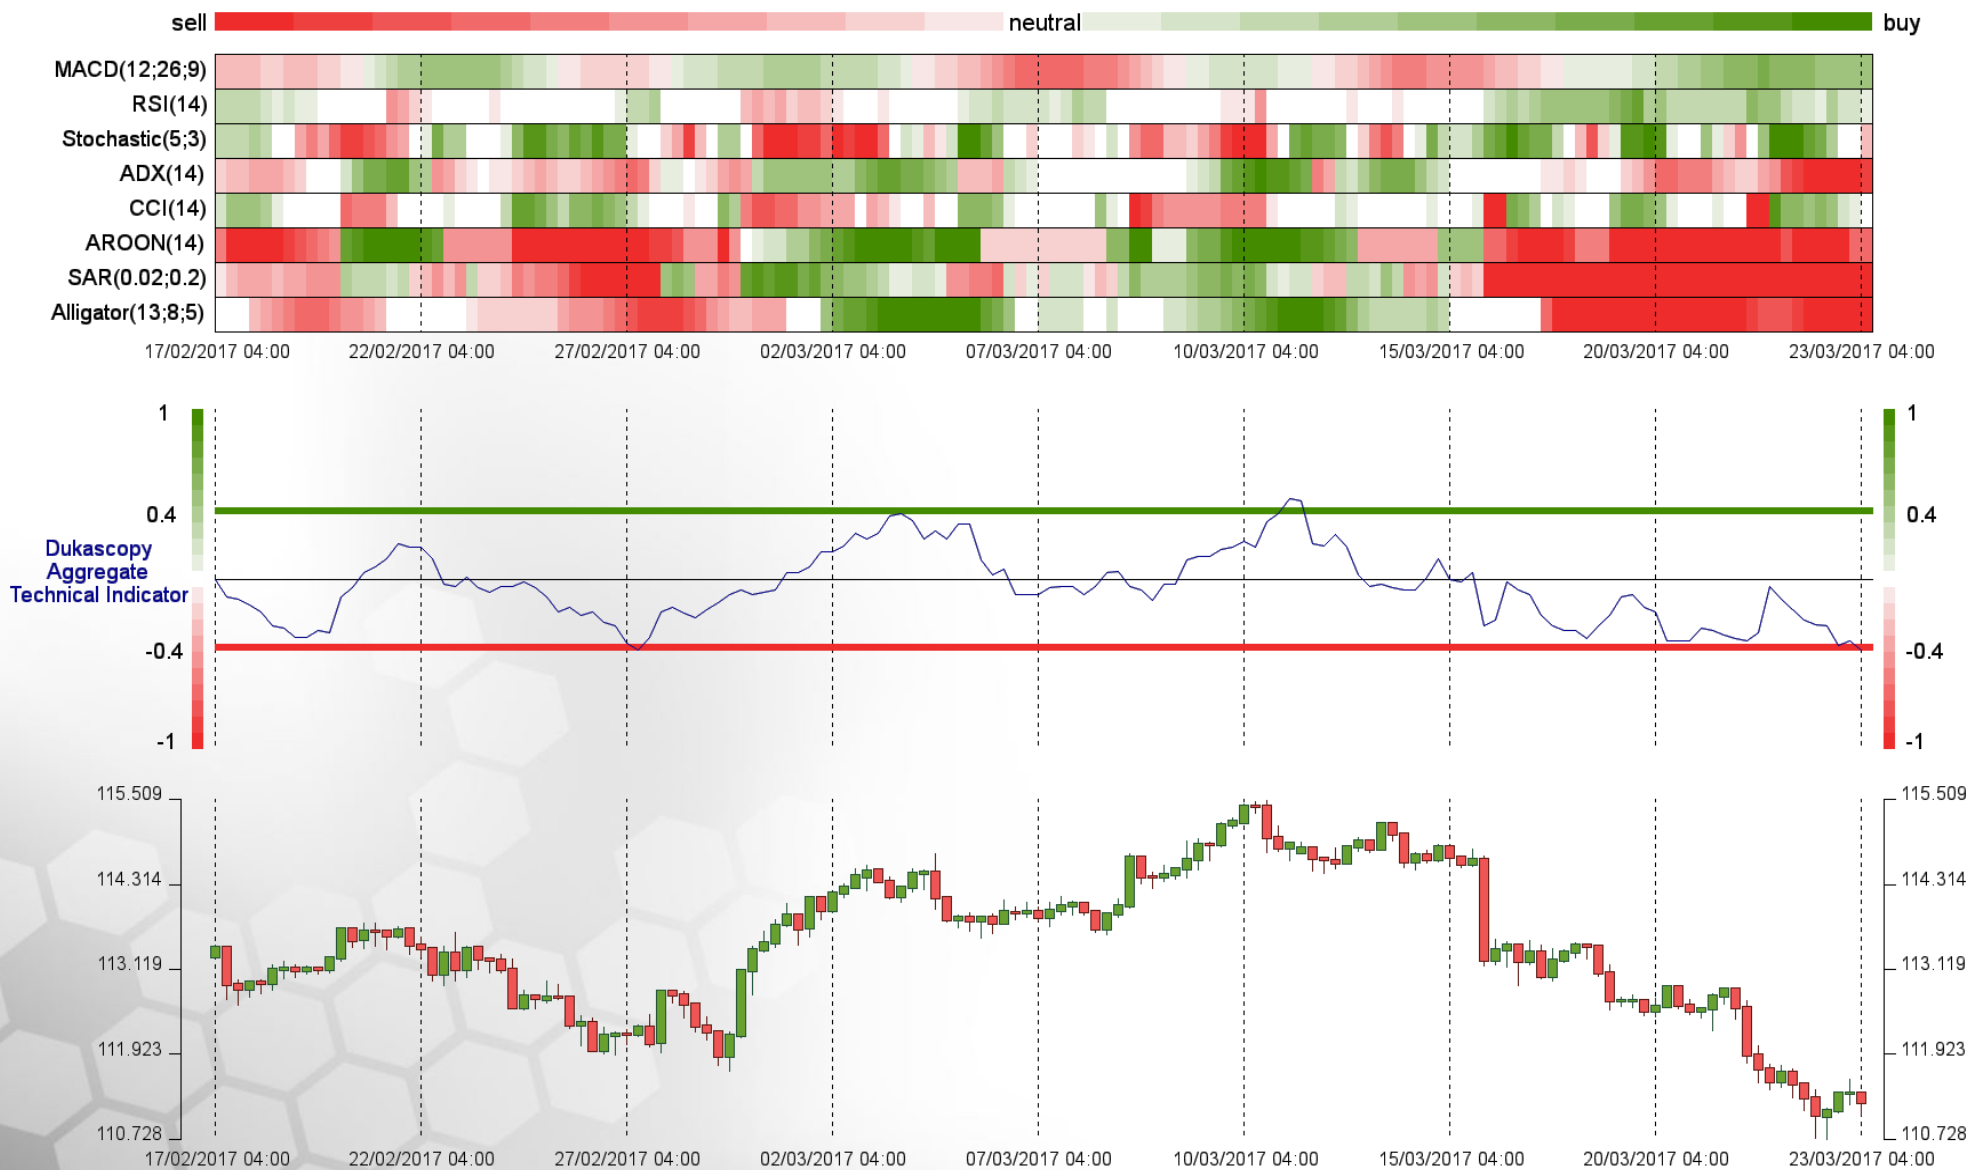 sell neutral buy
MACD(12;26;9)
RSI(14)
Stochastic(5;3)
ADX(14)
CCI(14)
AROON(14)
SAR(0.02;0.2)
Alligator(13;8;5)
17/02/2017 04:00 22/02/2017 04:00 27/02/2017 04:00 02/03/2017 04:00 07/03/2017 04:00 10/03/2017 04:00 15/03/2017 04:00 20/03/2017 04:00 23/03/2017 04:00
1 1
0.4 0.4
Dukascopy
Aggregate
Technical Indicator
-0.4 -0.4
-1 -1
115.509 115.509
114.314 114.314
113.119 113.119
111.923 111.923
110.728 110.728
17/02/2017 04:00 22/02/2017 04:00 27/02/2017 04:00 02/03/2017 04:00 07/03/2017 04:00 10/03/2017 04:00 15/03/2017 04:00 20/03/2017 04:00 23/03/2017 04:00